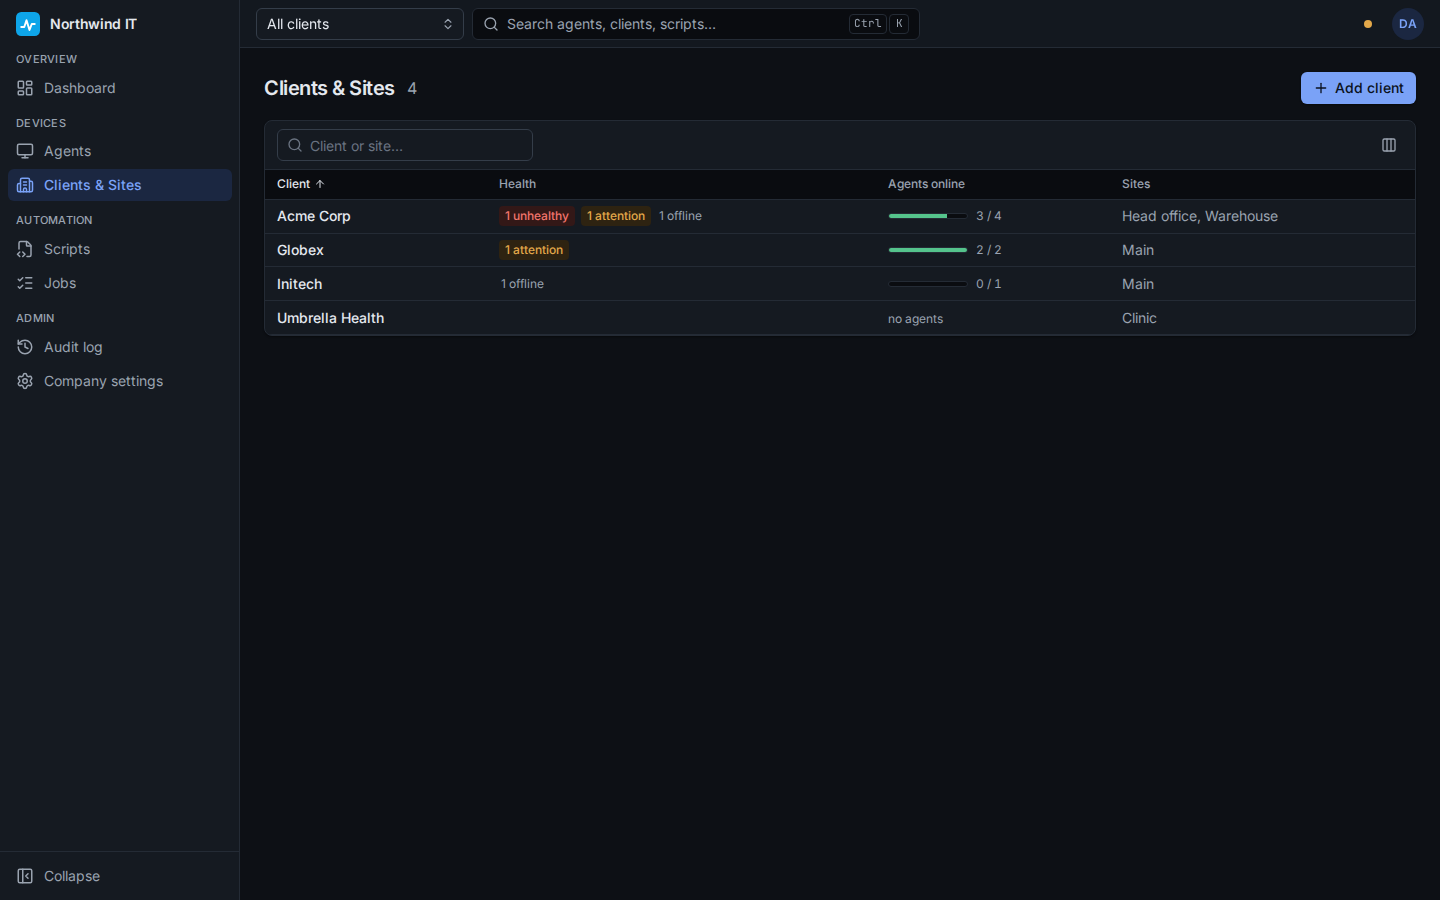 Northwind IT
All clients
Search agents, clients, scripts...
Ctrl K
DA
OVERVIEW
Dashboard
DEVICES
Agents
Clients & Sites
AUTOMATION
Scripts
Jobs
ADMIN
Audit log
Company settings
Collapse
Clients & Sites 4
Add client
Client or site...
Client Health Agents online Sites
Acme Corp 1 unhealthy 1 attention 1 offline 3 / 4 Head office, Warehouse
Globex 1 attention 2 / 2 Main
Initech 1 offline 0 / 1 Main
Umbrella Health no agents Clinic